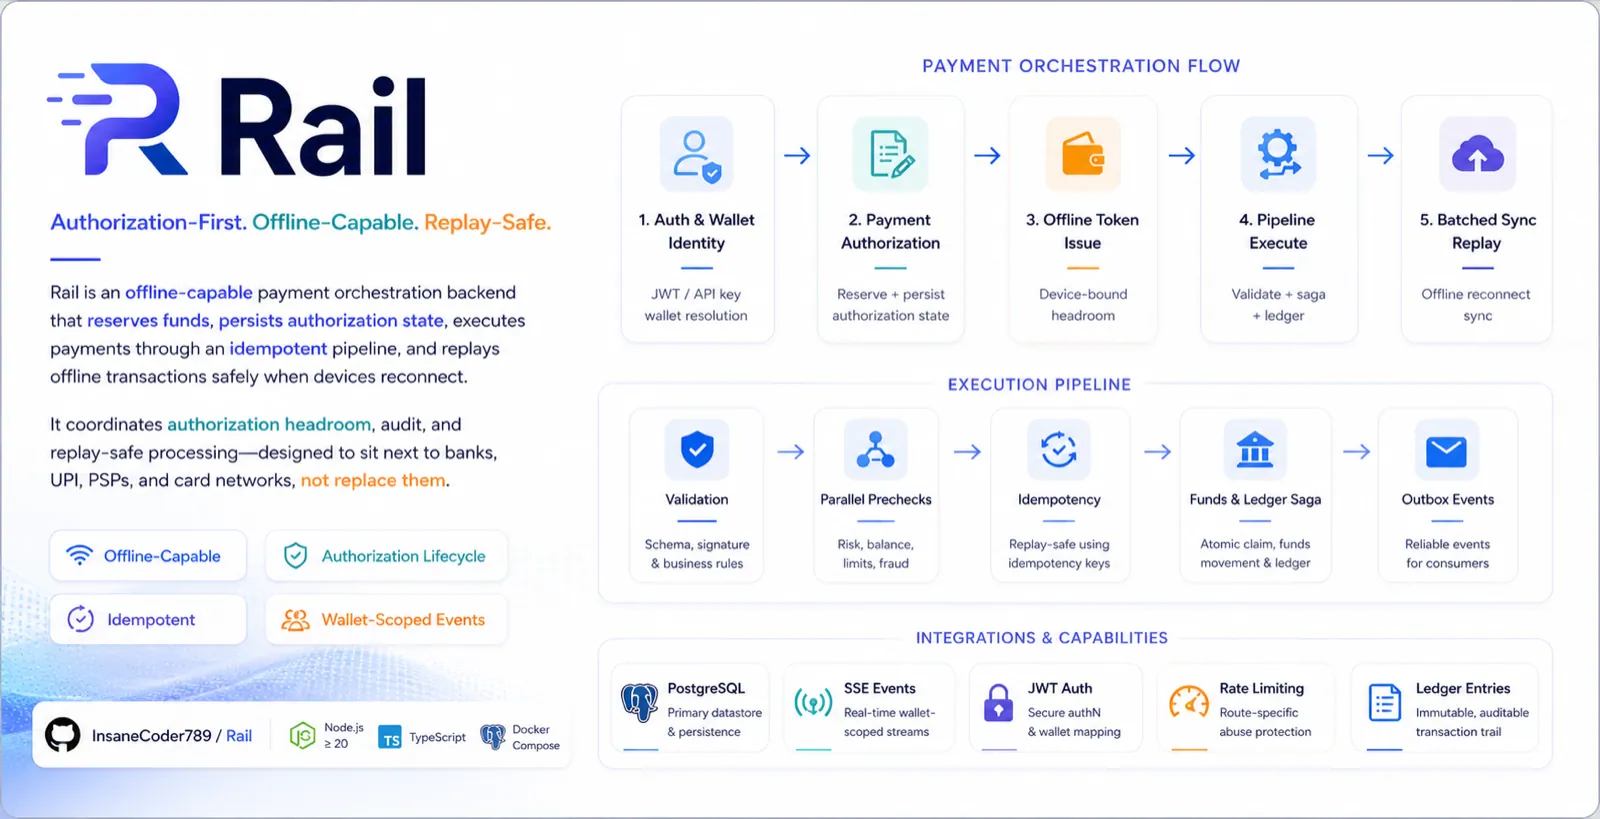 Rail
Authorization-First. Offline-Capable. Replay-Safe.
Rail is an offline-capable payment orchestration backend
that reserves funds, persists authorization state, executes
payments through an idempotent pipeline, and replays
offline transactions safely when devices reconnect.
It coordinates authorization headroom, audit, and
replay-safe processing—designed to sit next to banks,
UPI, PSPs, and card networks, not replace them.
Offline-Capable
Authorization Lifecycle
Idempotent
Wallet-Scoped Events
InsaneCoder789 / Rail
Node.js
≥ 20
TS
TypeScript
Docker
Compose
PAYMENT ORCHESTRATION FLOW
1. Auth & Wallet
Identity
JWT / API key
wallet resolution
2. Payment
Authorization
Reserve + persist
authorization state
3. Offline Token
Issue
Device-bound
headroom
4. Pipeline
Execute
Validate + saga
+ ledger
5. Batched Sync
Replay
Offline reconnect
sync
EXECUTION PIPELINE
Validation
Schema, signature
& business rules
Parallel Prechecks
Risk, balance,
limits, fraud
Idempotency
Replay-safe using
idempotency keys
Funds & Ledger Saga
Atomic claim, funds
movement & ledger
Outbox Events
Reliable events
for consumers
INTEGRATIONS & CAPABILITIES
PostgreSQL
Primary datastore
& persistence
SSE Events
Real-time wallet-
scoped streams
JWT Auth
Secure authN
& wallet mapping
Rate Limiting
Route-specific
abuse protection
Ledger Entries
Immutable, auditable
transaction trail